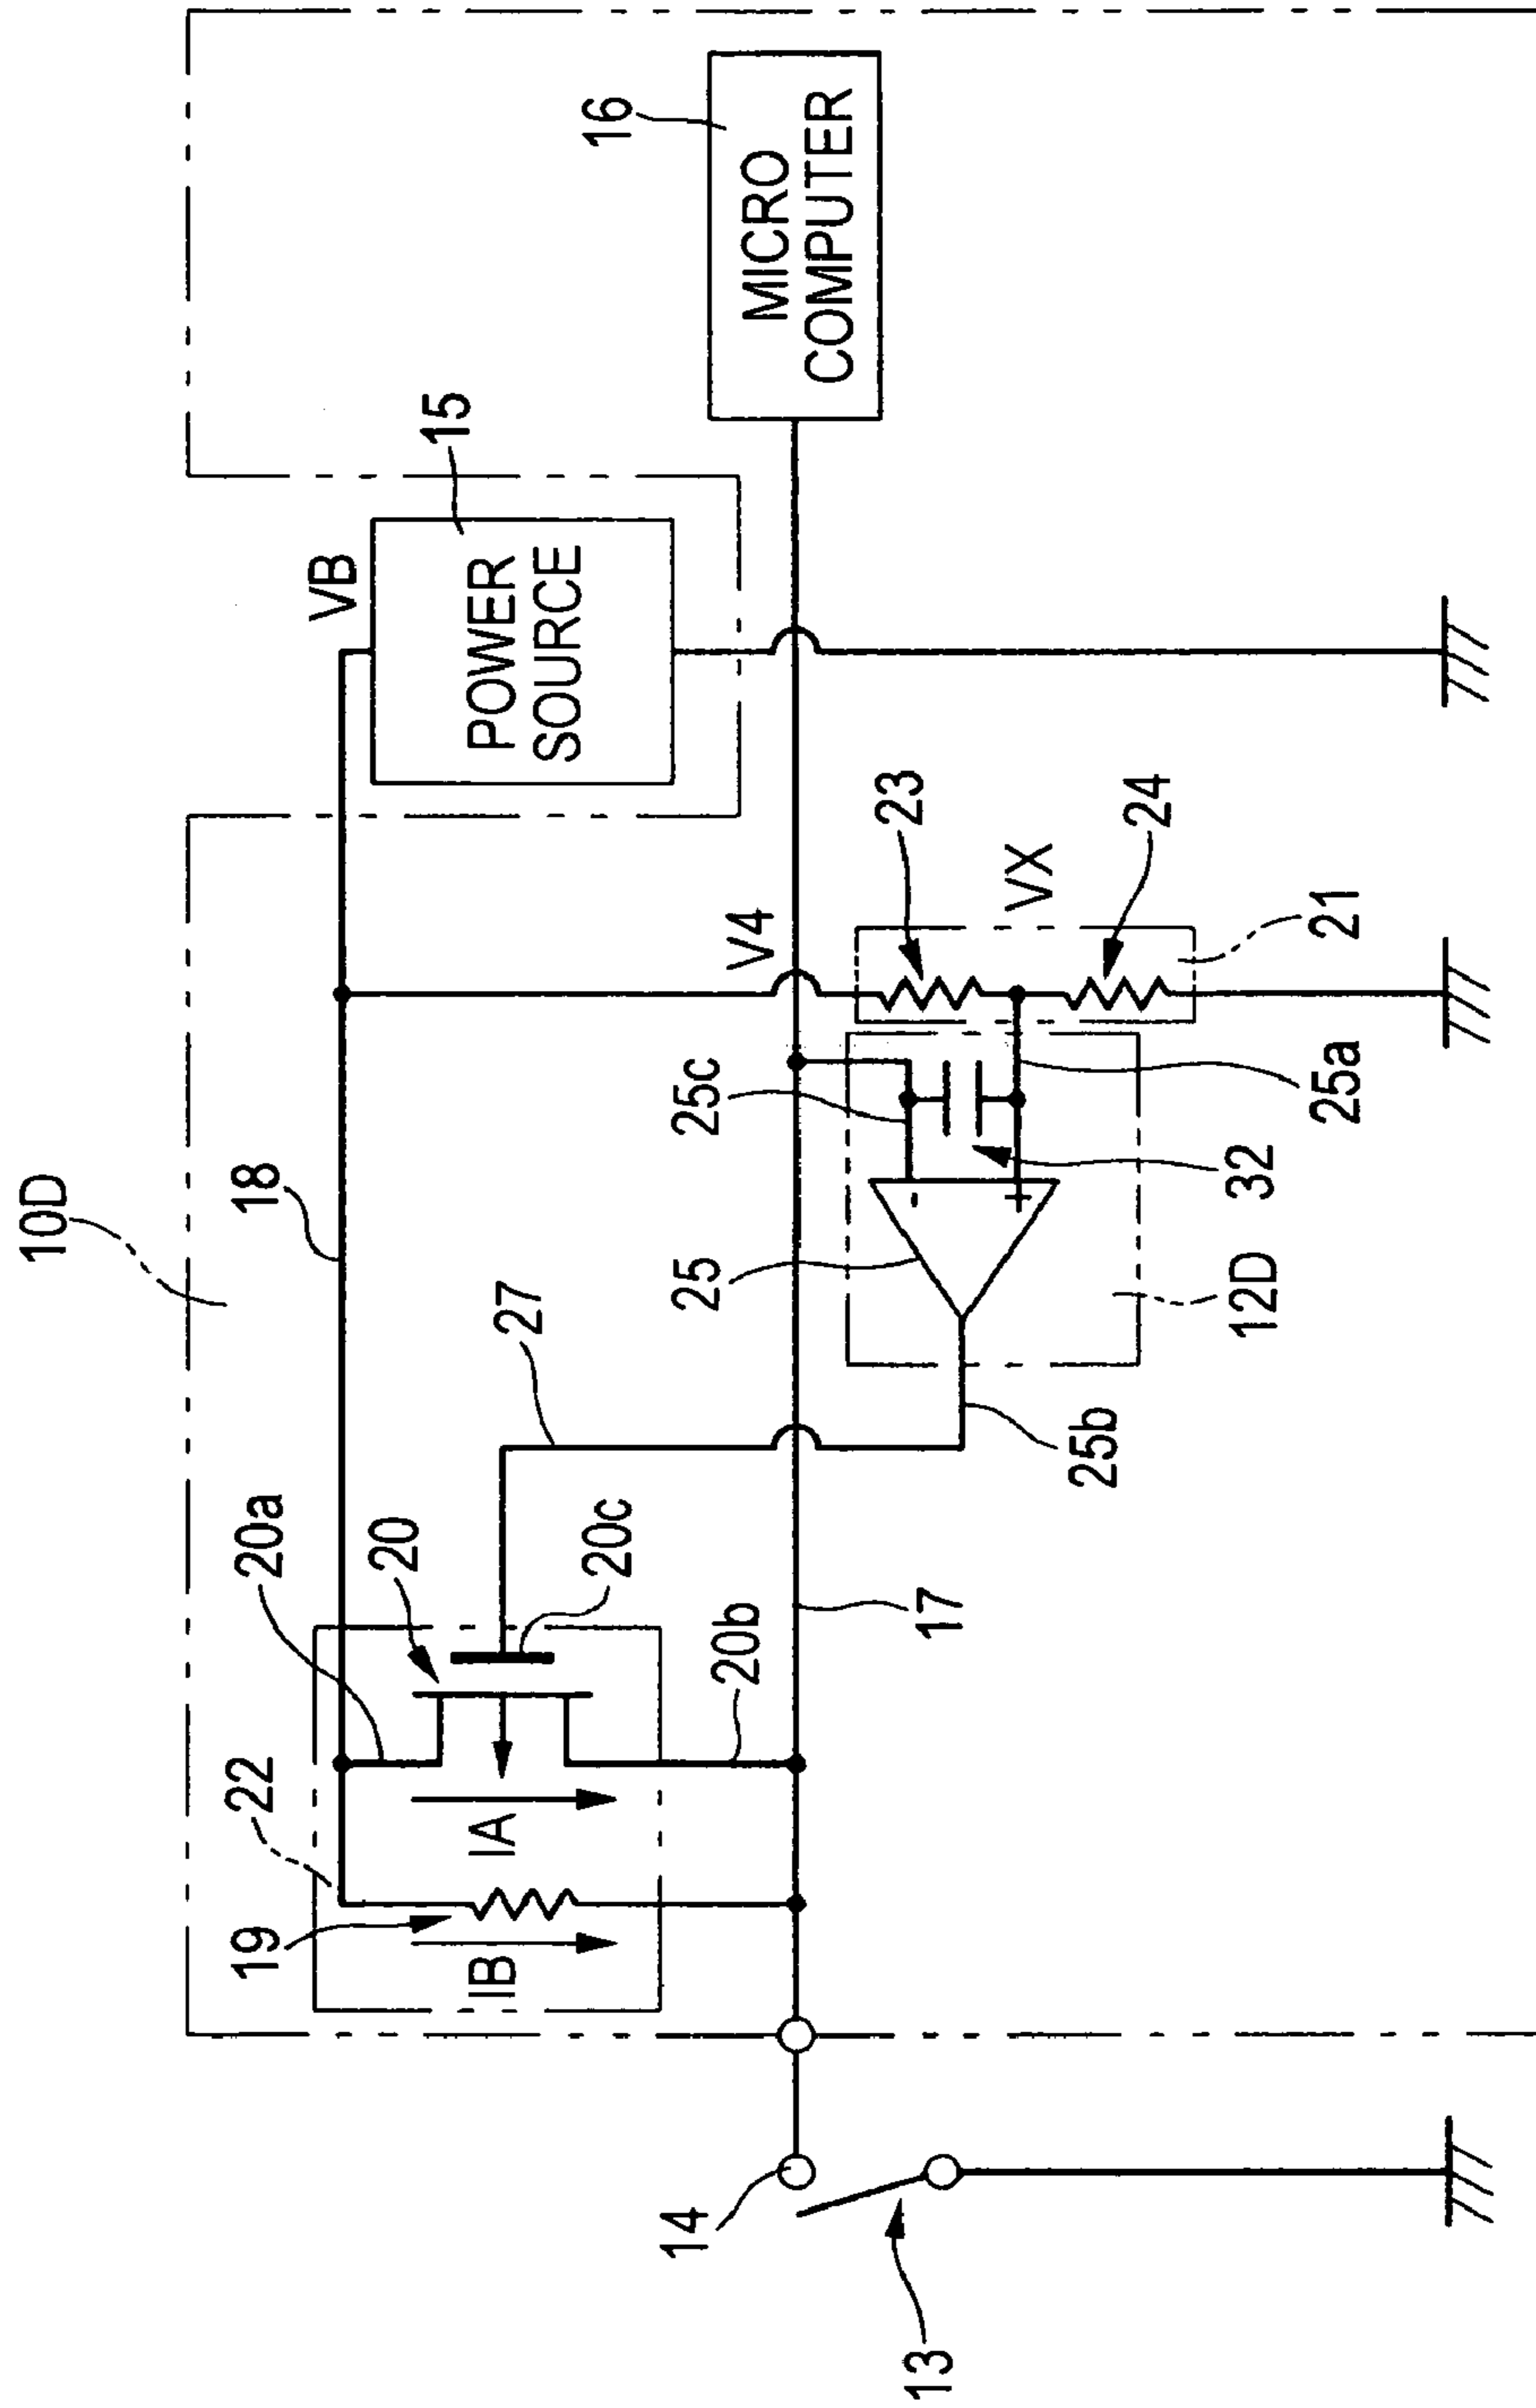 10D
18
VB
15
POWER
SOURCE
16
MICRO
COMPUTER
22
20a
20
27
19
IA
IB
20c
20b
14
13
17
25
25c
V4
23
VX
24
25b
12D
32
25a
21